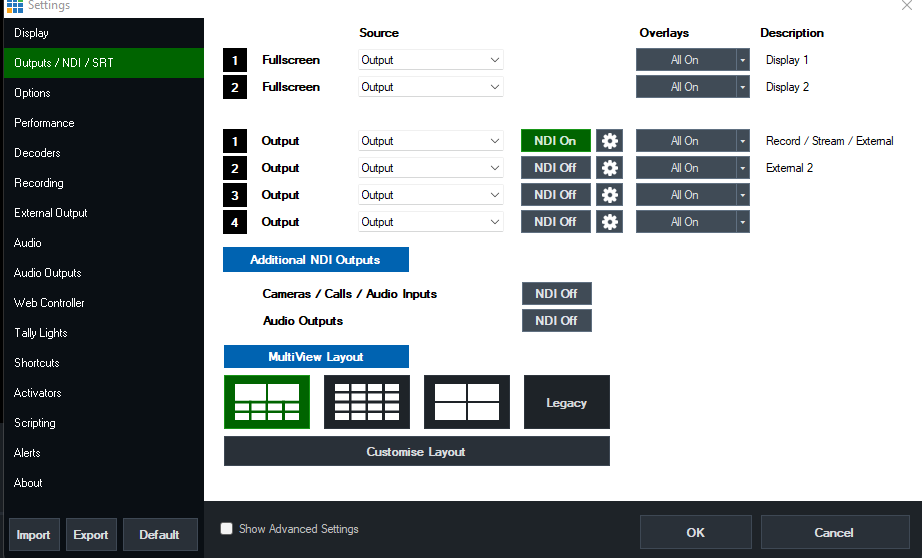 Settings
Display
Outputs / NDI / SRT
Options
Performance
Decoders
Recording
External Output
Audio
Audio Outputs
Web Controller
Tally Lights
Shortcuts
Activators
Scripting
Alerts
About
Import Export Default
Source Overlays Description
1 Fullscreen Output All On Display 1
2 Fullscreen Output All On Display 2
1 Output Output NDI On All On Record / Stream / External
2 Output Output NDI Off All On External 2
3 Output Output NDI Off All On
4 Output Output NDI Off All On
Additional NDI Outputs
Cameras / Calls / Audio Inputs NDI Off
Audio Outputs NDI Off
MultiView Layout
Legacy
Customise Layout
Show Advanced Settings OK Cancel